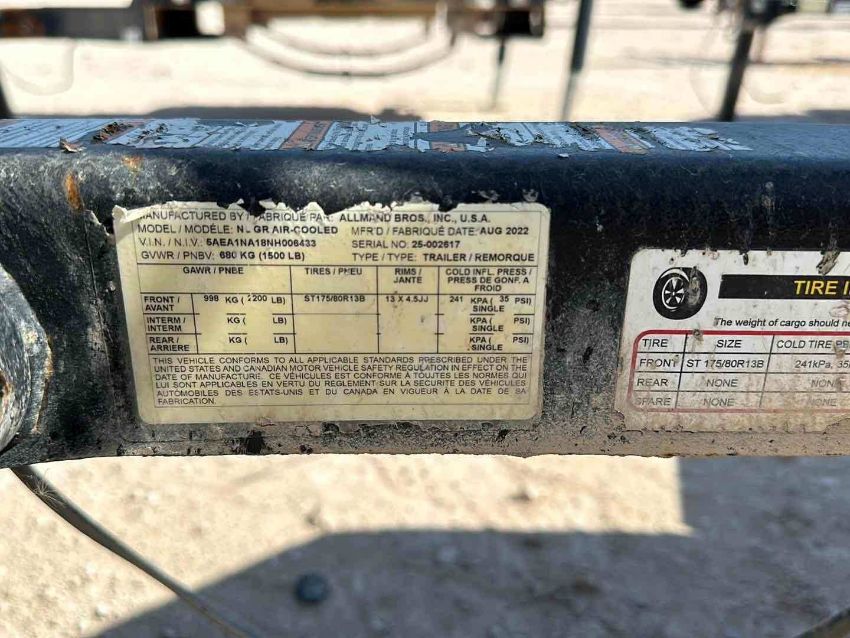 MANUFACTURED BY / FABRIQUÉ PAR: ALLMAND BROS., INC., U.S.A.
MODEL / MODÈLE: GR AIR-COOLED MFR'D / FABRIQUÉ DATE: AUG 2022
V.I.N. / N.I.V.: 5AEA1NA18NH006433 SERIAL NO: 25-002617
GVWR / PNBV: 680 KG (1500 LB) TYPE / TYPE: TRAILER / REMORQUE
GAWR / PNBE TIRES / PNEU RIMS / JANTE COLD INFL. PRESS / PRESS DE GONF. A FROID
FRONT / AVANT 998 KG ( 200 LB) ST175/80R13B 13 X 4.5JJ 241 KPA ( 35 PSI) SINGLE
INTERM / INTERM KG ( LB) KPA ( PSI) SINGLE
REAR / ARRIERE KG ( LB) KPA ( PSI) SINGLE
THIS VEHICLE CONFORMS TO ALL APPLICABLE STANDARDS PRESCRIBED UNDER THE
UNITED STATES AND CANADIAN MOTOR VEHICLE SAFETY REGULATION IN EFFECT ON THE
DATE OF MANUFACTURE. CE VÉHICULES EST CONFORME À TOUTES LES NORMES QUI
LUI SONT APPLICABLES EN VERTU DU REGLEMENT SUR LA SECURITE DES VÉHICULES
AUTOMOBILES DES ESTATS-UNIS ET DU CANADA EN VIGUEUR À LA DATE DE SA
FABRICATION.
TIRE I
The weight of cargo should ne
TIRE SIZE COLD TIRE PR
FRONT ST 175/80R13B 241kPa, 35
REAR NONE NONE
SPARE NONE NONE